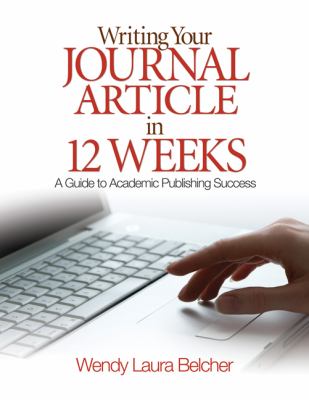 Writing Your
JOURNAL
ARTICLE
in
12 WEEKS
A Guide to Academic Publishing Success
Wendy Laura Belcher